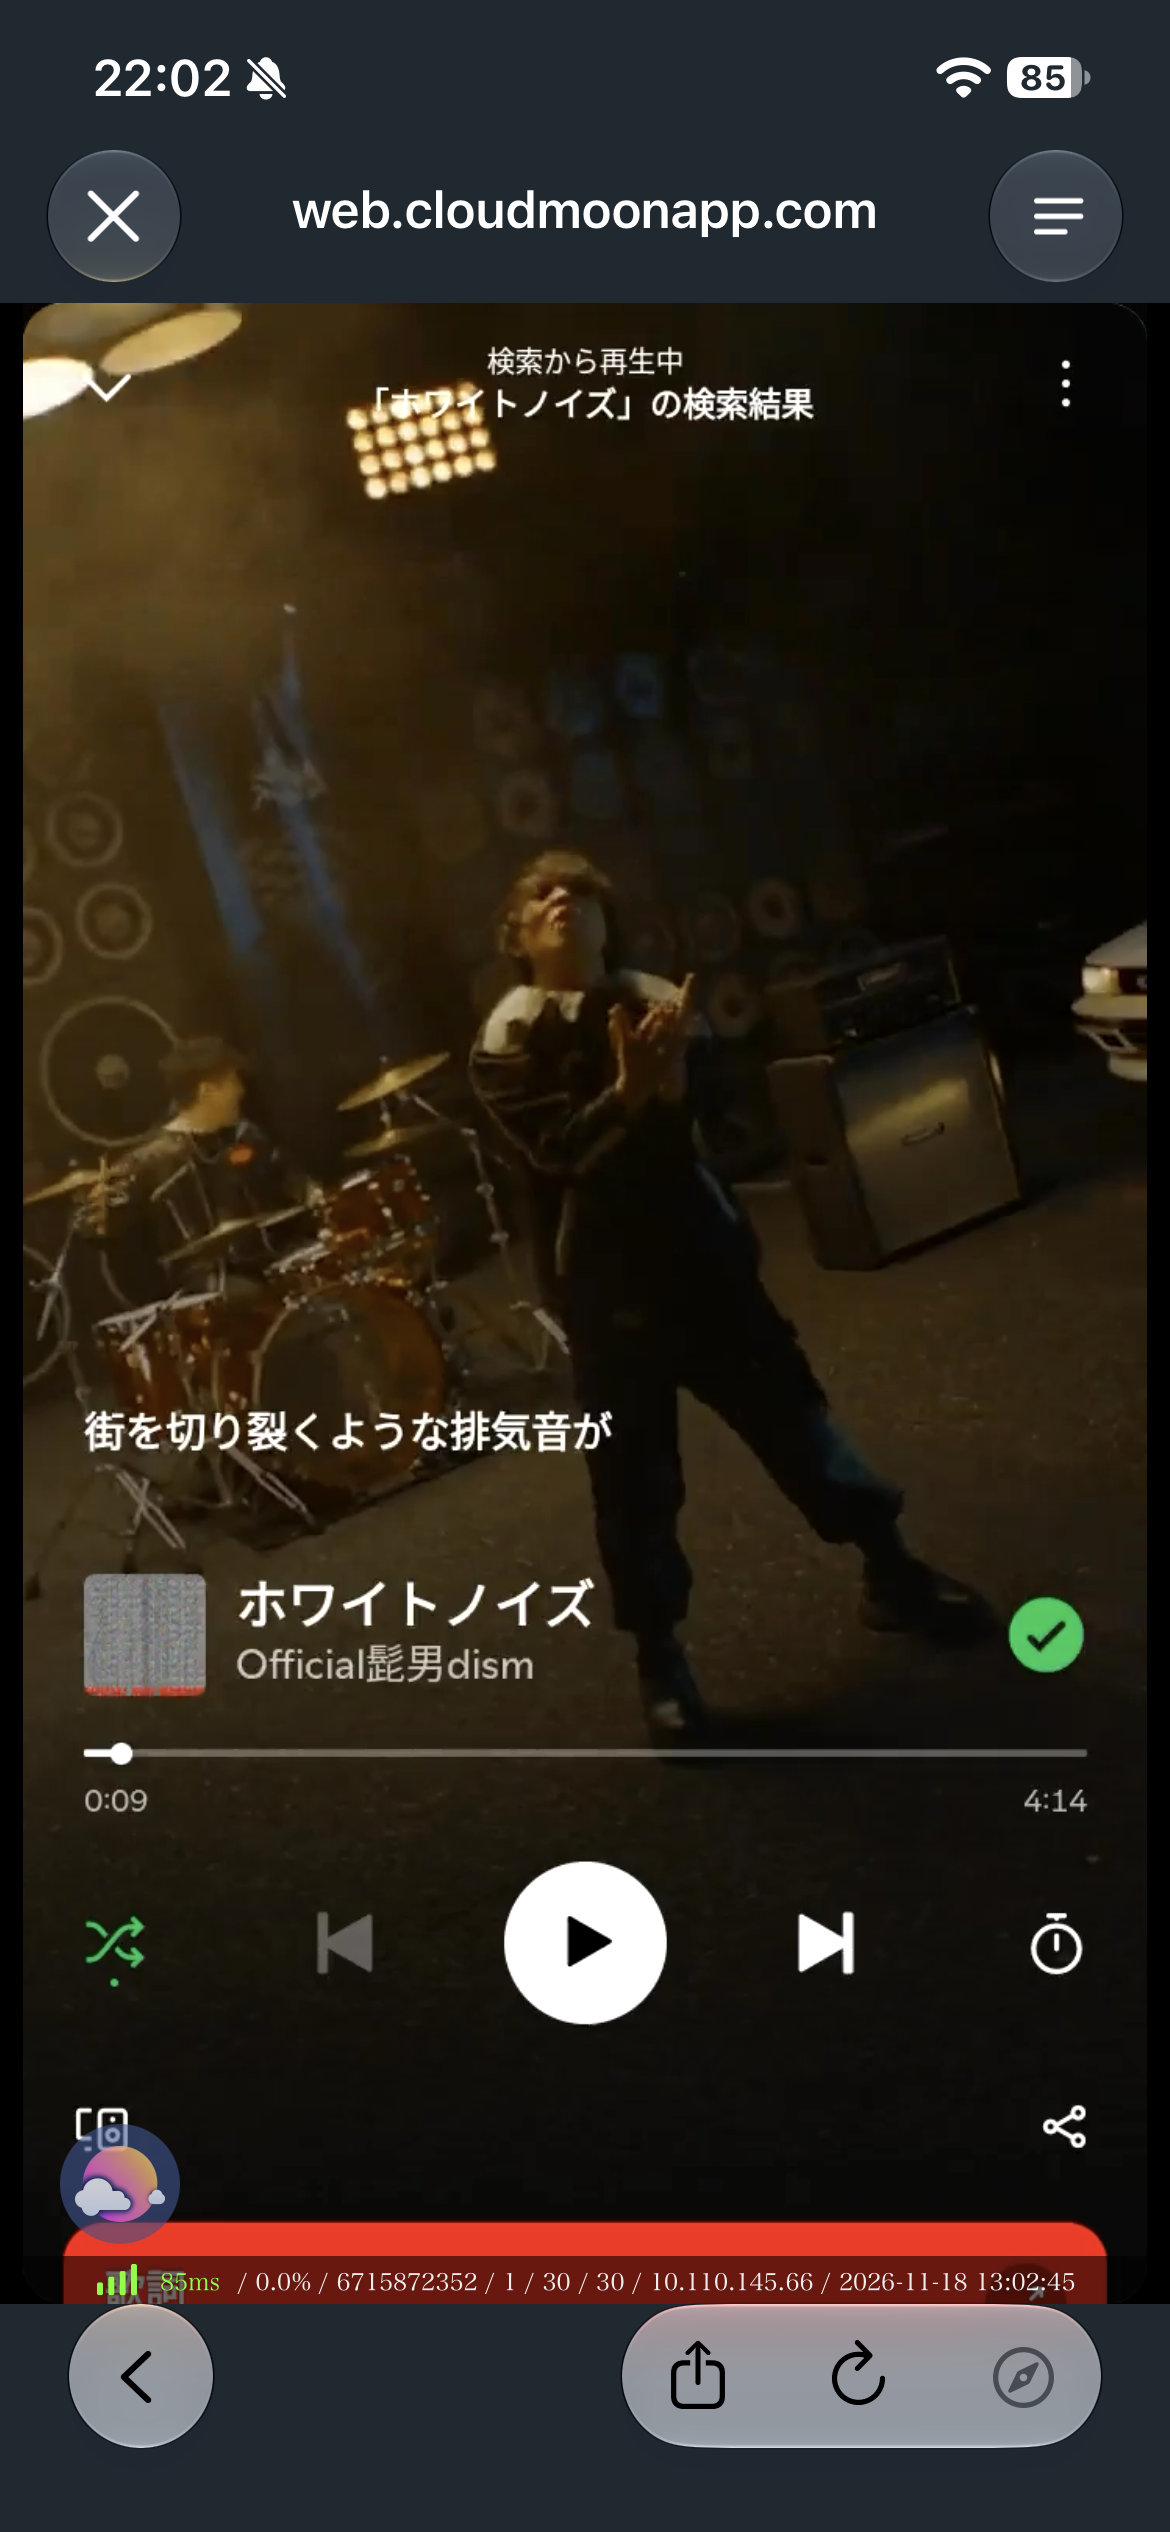 22:02
85
web.cloudmoonapp.com
検索から再生中
「ホワイトノイズ」の検索結果
街を切り裂くような排気音が
ホワイトノイズ
Official髭男dism
0:09
4:14
歌詞
85ms / 0.0% / 6715872352 / 1 / 30 / 30 / 10.110.145.66 / 2026-11-18 13:02:45